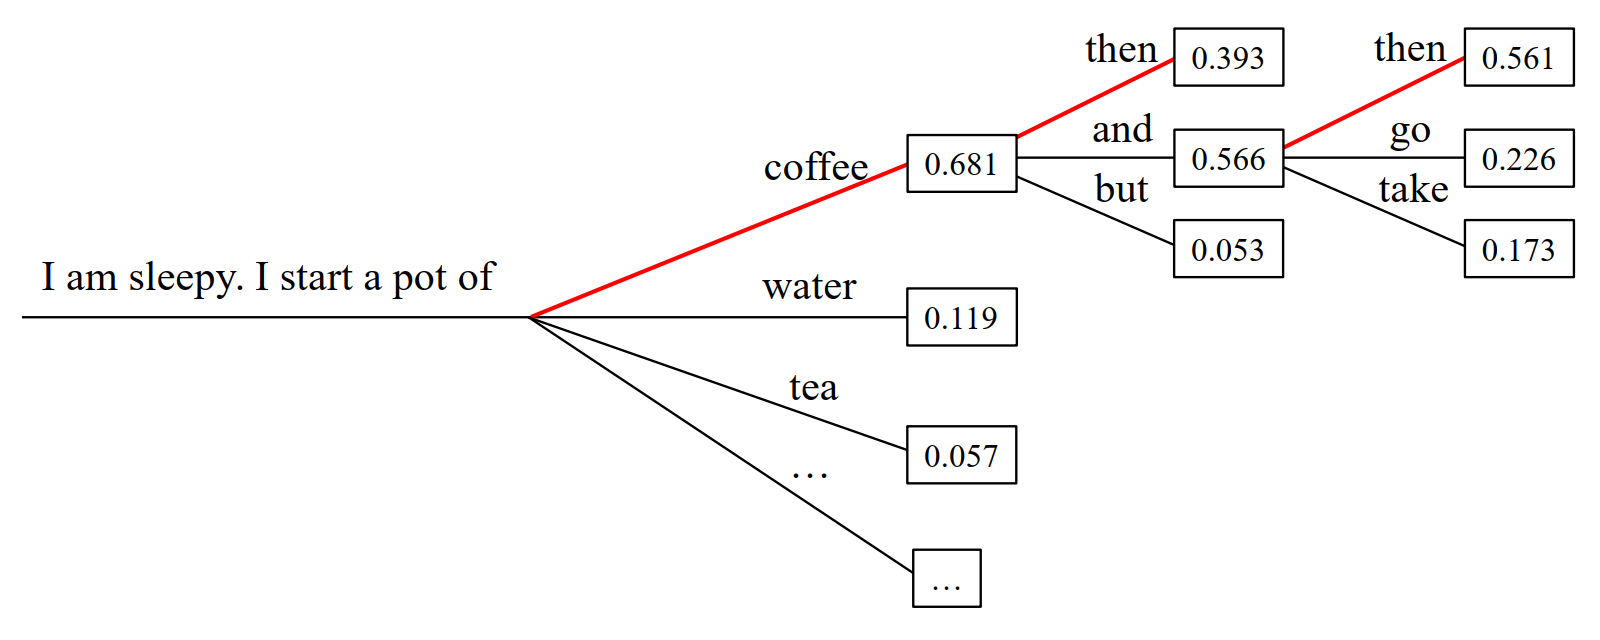 I am sleepy. I start a pot of
coffee
0.681
water
0.119
tea
0.057
...
...
then
0.393
and
0.566
but
0.053
then
0.561
go
0.226
take
0.173